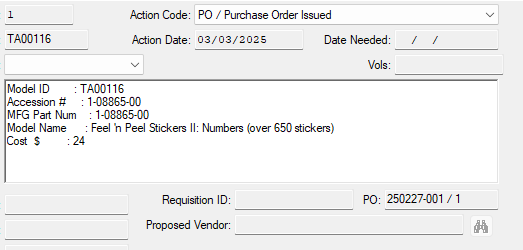 1 Action Code: PO / Purchase Order Issued
TA00116 Action Date: 03/03/2025 Date Needed: / /
Vols:
Model ID : TA00116
Accession # : 1-08865-00
MFG Part Num : 1-08865-00
Model Name : Feel 'n Peel Stickers II: Numbers (over 650 stickers)
Cost $ : 24
Requisition ID: PO: 250227-001 / 1
Proposed Vendor: